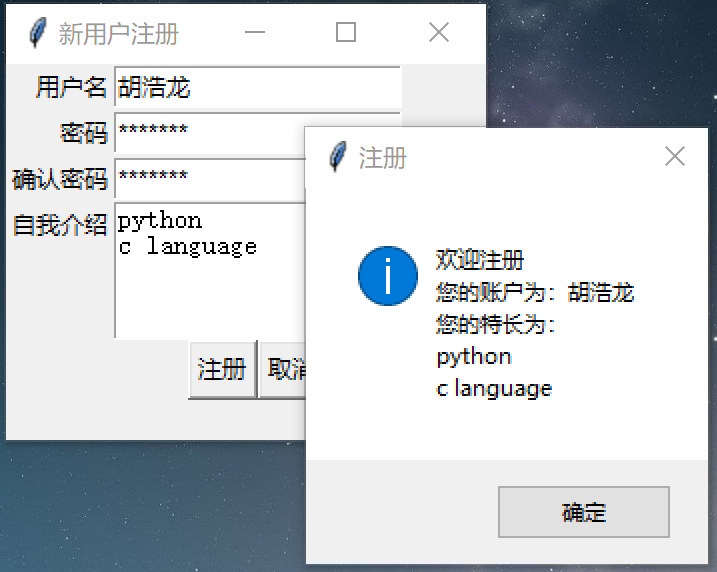 新用户注册
用户名 胡浩龙
密码 *******
确认密码 *******
自我介绍 python
c language
注册 取消
注册
欢迎注册
您的账户为：胡浩龙
您的特长为：
python
c language
确定